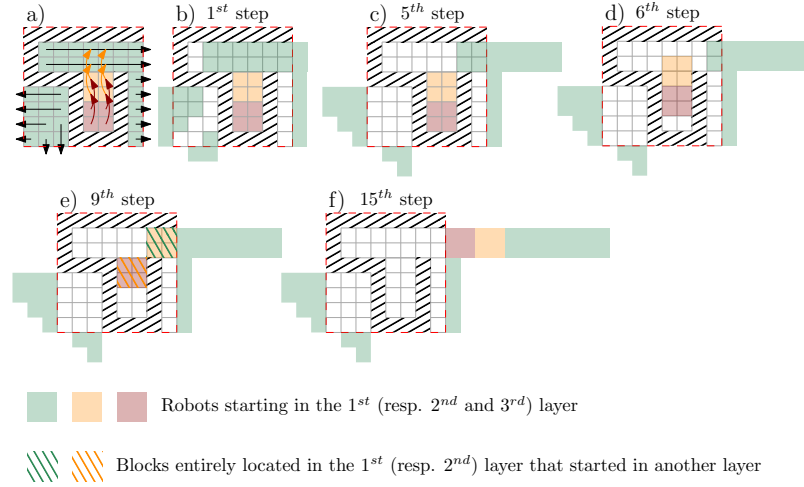 a)
b) 1st step
c) 5th step
d) 6th step
e) 9th step
f) 15th step
Robots starting in the 1st (resp. 2nd and 3rd) layer
Blocks entirely located in the 1st (resp. 2nd) layer that started in another layer